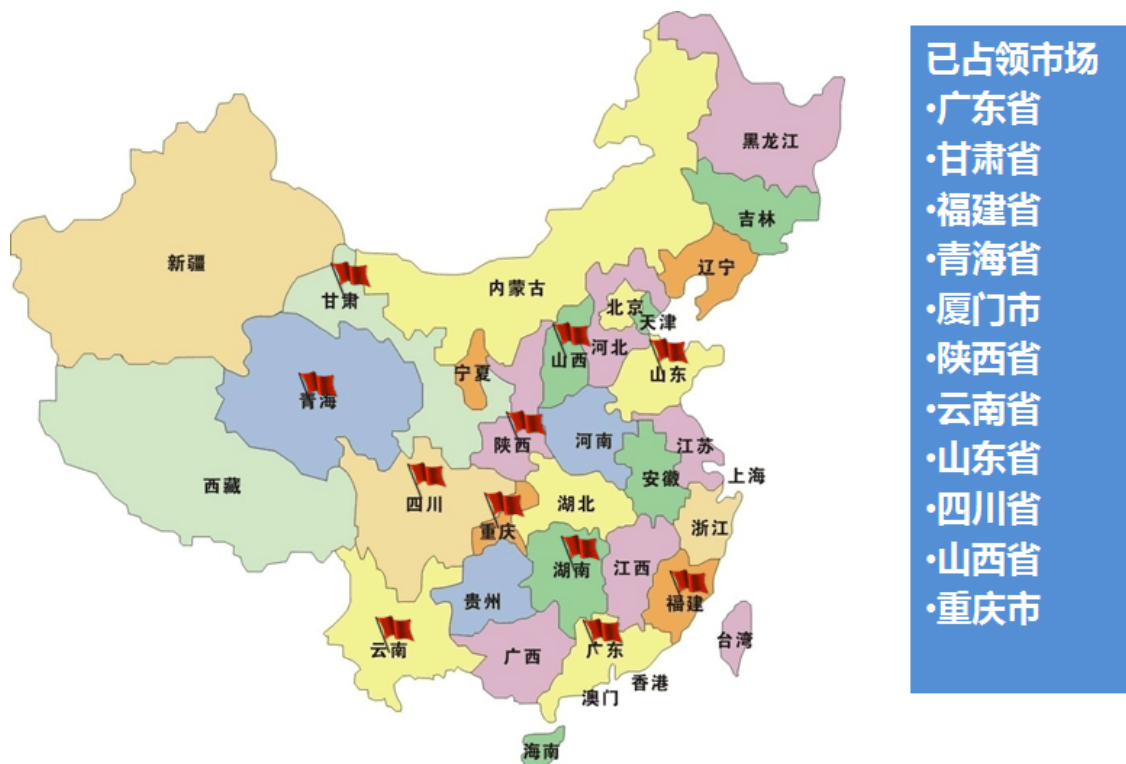 黑龙江
吉林
辽宁
新疆
甘肃
内蒙古
北京
天津
河北
山西
山东
宁夏
青海
陕西
河南
江苏
西藏
四川
安徽
上海
重庆
湖北
浙江
湖南
江西
贵州
福建
云南
广西
广东
台湾
香港
澳门
海南
已占领市场
•广东省
•甘肃省
•福建省
•青海省
•厦门市
•陕西省
•云南省
•山东省
•四川省
•山西省
•重庆市